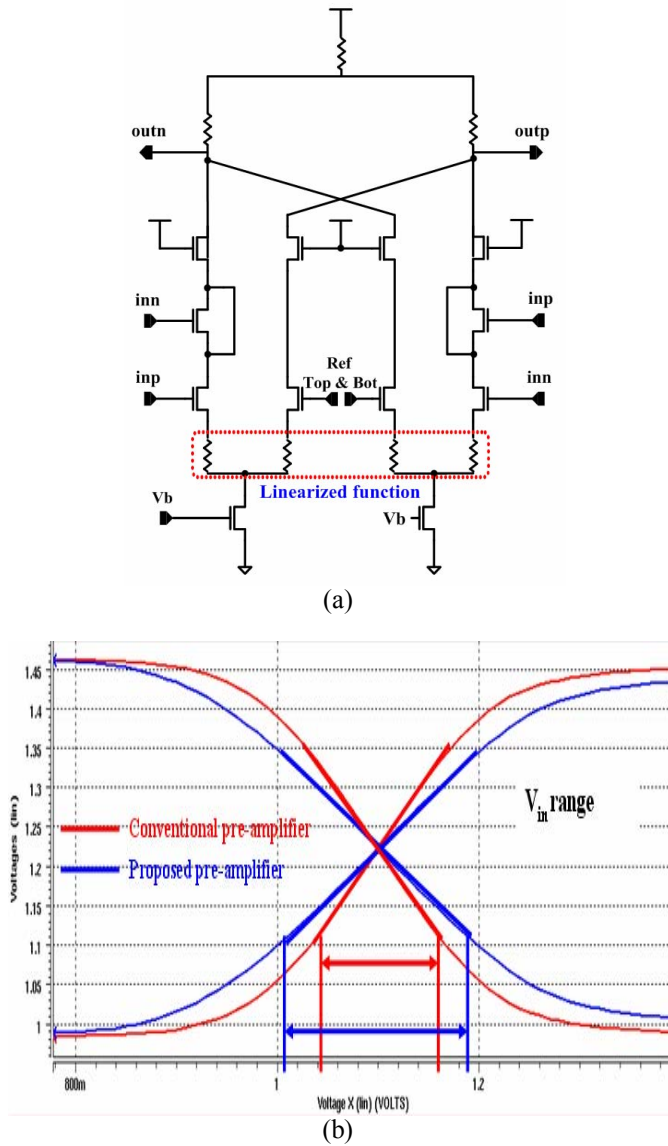 outn
outp
inn
inp
Ref
Top & Bot
inp
inn
Linearized function
Vb
Vb
(a)
Voltages (lin)
1.45
1.4
1.35
1.3
1.25
1.2
1.15
1.1
1.05
1
Vin range
Conventional pre-amplifier
Proposed pre-amplifier
800m
1
1.2
Voltage X (lin) (VOLTS)
(b)